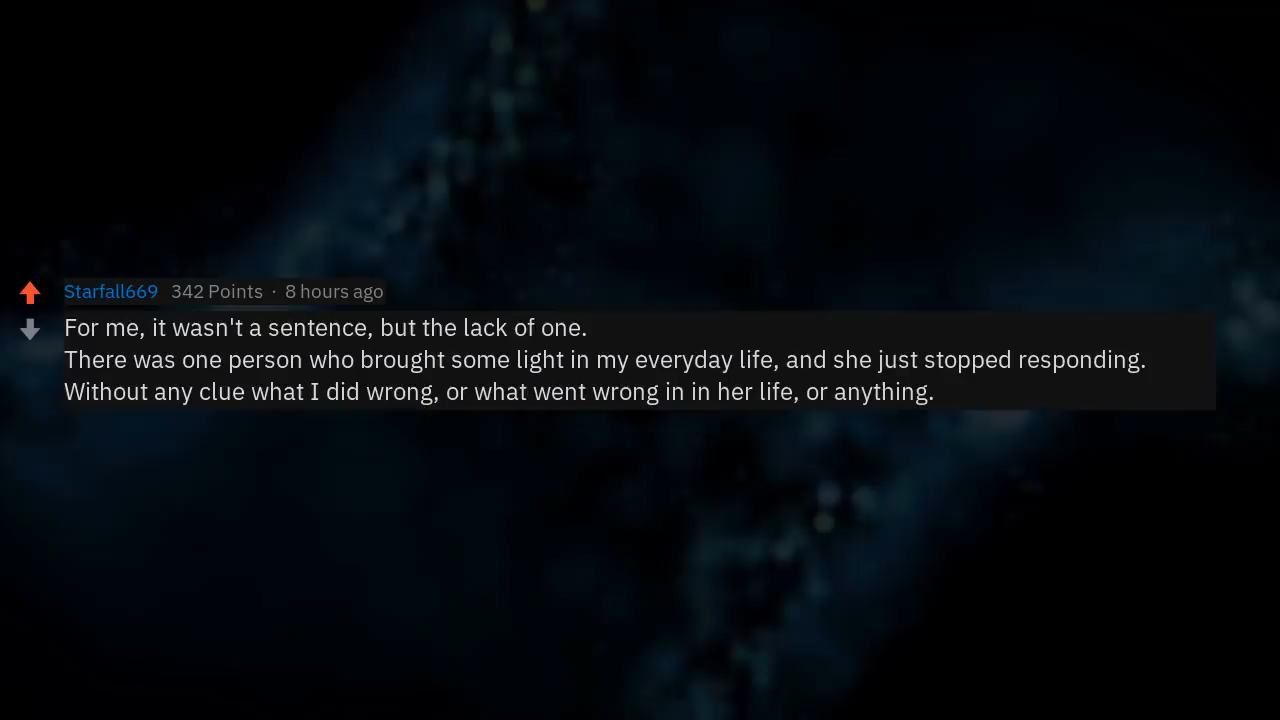 Starfall669 342 Points · 8 hours ago
For me, it wasn't a sentence, but the lack of one.
There was one person who brought some light in my everyday life, and she just stopped responding.
Without any clue what I did wrong, or what went wrong in in her life, or anything.